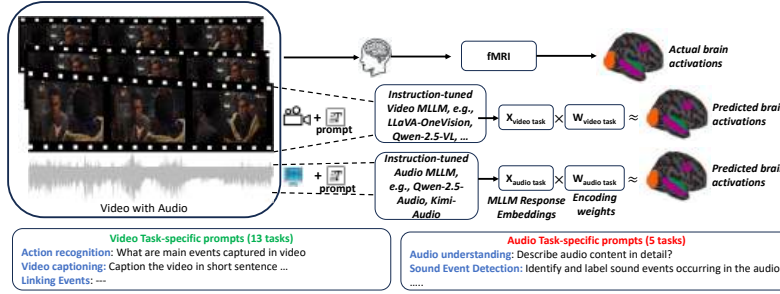 fMRI
Actual brain
activations
Instruction-tuned
Video MLLM, e.g.,
LLaVA-OneVision,
Qwen-2.5-VL, ...
+
prompt
X video task × W video task ≈
Predicted brain
activations
Instruction-tuned
Audio MLLM,
e.g., Qwen-2.5-
Audio, Kimi-
Audio
+
prompt
X audio task × W audio task ≈
Predicted brain
activations
MLLM Response
Embeddings
Encoding
weights
Video with Audio
Video Task-specific prompts (13 tasks)
Action recognition: What are main events captured in video
Video captioning: Caption the video in short sentence ...
Linking Events: ---
Audio Task-specific prompts (5 tasks)
Audio understanding: Describe audio content in detail?
Sound Event Detection: Identify and label sound events occurring in the audio
.....